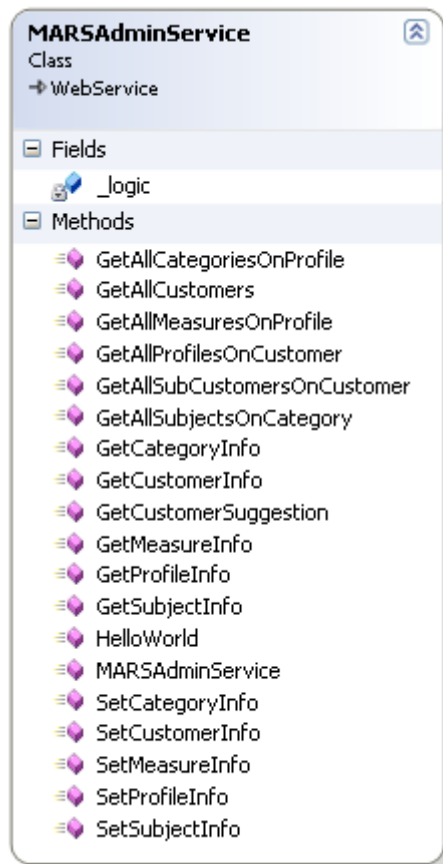 MARSAdminService
Class
WebService
Fields
_logic
Methods
GetAllCategoriesOnProfile
GetAllCustomers
GetAllMeasuresOnProfile
GetAllProfilesOnCustomer
GetAllSubCustomersOnCustomer
GetAllSubjectsOnCategory
GetCategoryInfo
GetCustomerInfo
GetCustomerSuggestion
GetMeasureInfo
GetProfileInfo
GetSubjectInfo
HelloWorld
MARSAdminService
SetCategoryInfo
SetCustomerInfo
SetMeasureInfo
SetProfileInfo
SetSubjectInfo